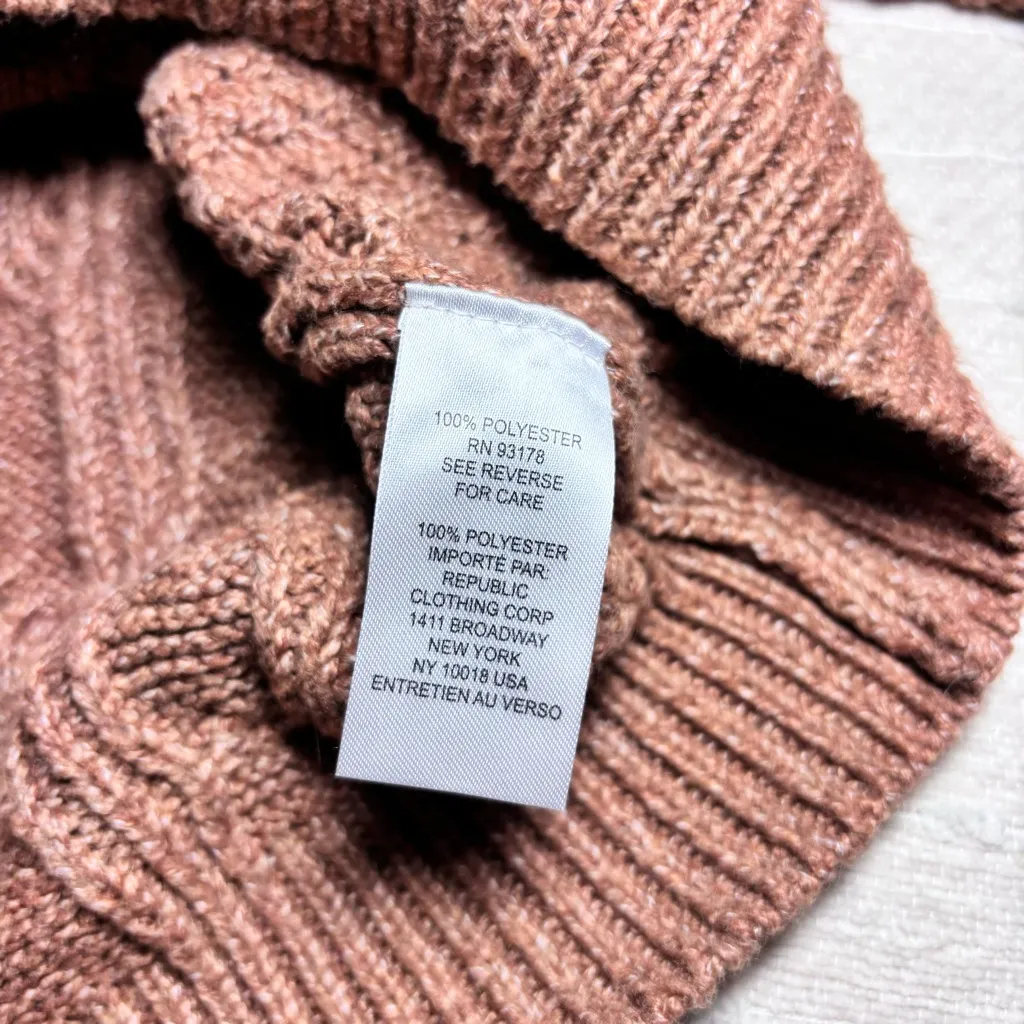 100% POLYESTER
RN 93178
SEE REVERSE
FOR CARE
100% POLYESTER
IMPORTÉ PAR:
REPUBLIC
CLOTHING CORP
1411 BROADWAY
NEW YORK
NY 10018 USA
ENTRETIEN AU VERSO